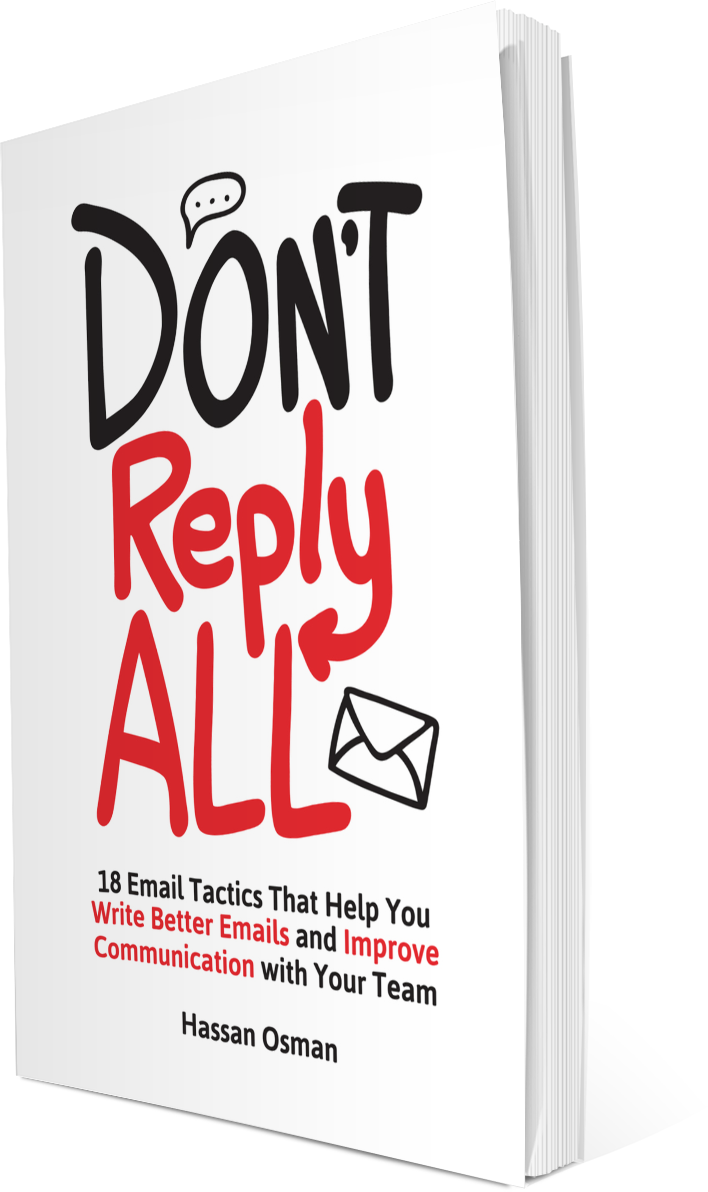 DON'T
Reply
ALL
18 Email Tactics That Help You
Write Better Emails and Improve
Communication with Your Team
Hassan Osman